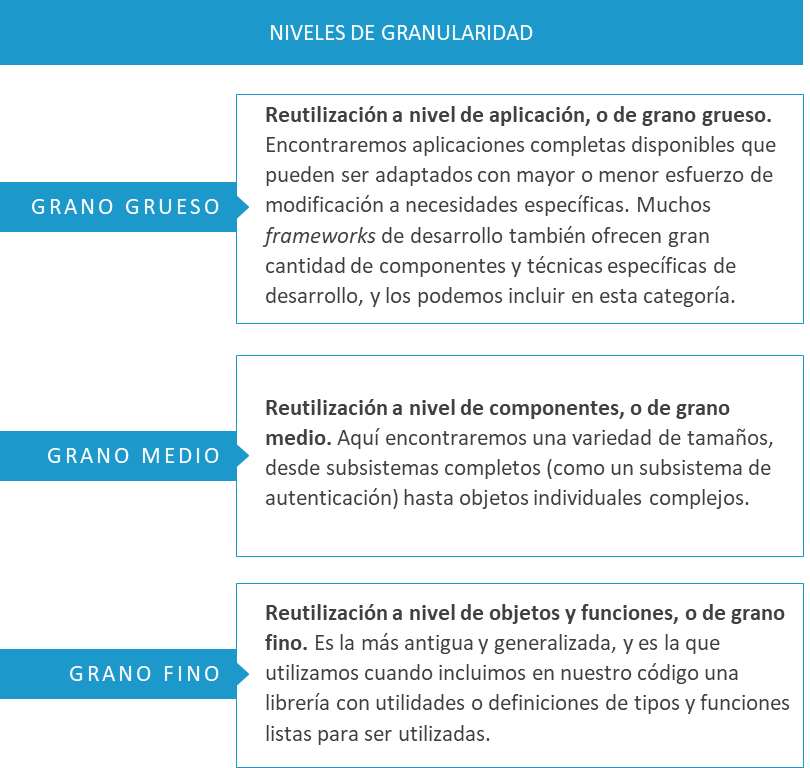 NIVELES DE GRANULARIDAD
GRANO GRUESO
Reutilización a nivel de aplicación, o de grano grueso.
Encontraremos aplicaciones completas disponibles que
pueden ser adaptados con mayor o menor esfuerzo de
modificación a necesidades específicas. Muchos
frameworks de desarrollo también ofrecen gran
cantidad de componentes y técnicas específicas de
desarrollo, y los podemos incluir en esta categoría.
GRANO MEDIO
Reutilización a nivel de componentes, o de grano
medio. Aquí encontraremos una variedad de tamaños,
desde subsistemas completos (como un subsistema de
autenticación) hasta objetos individuales complejos.
GRANO FINO
Reutilización a nivel de objetos y funciones, o de grano
fino. Es la más antigua y generalizada, y es la que
utilizamos cuando incluimos en nuestro código una
librería con utilidades o definiciones de tipos y funciones
listas para ser utilizadas.